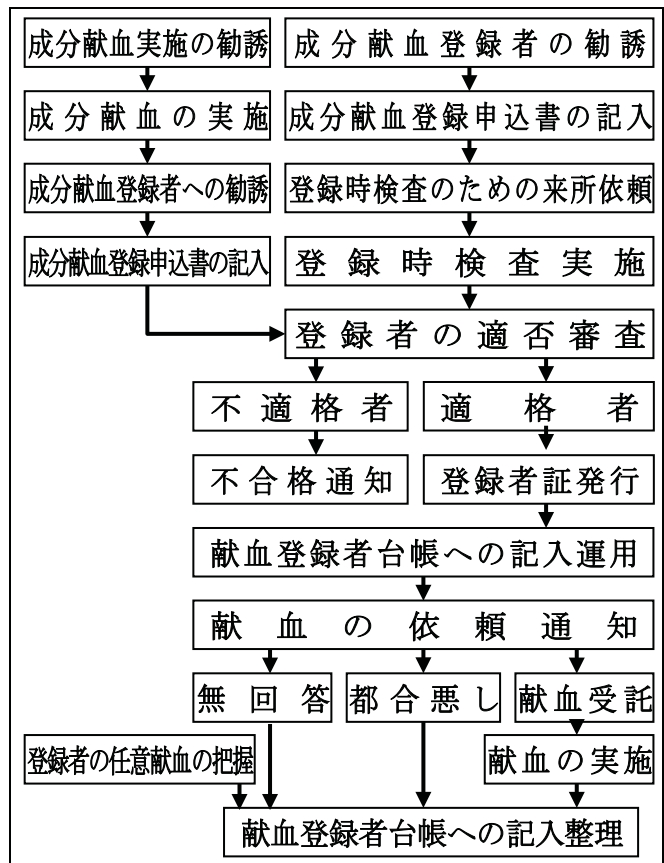 成分献血実施の勧誘
成分献血登録者の勧誘
成分献血の実施
成分献血登録申込書の記入
成分献血登録者への勧誘
登録時検査のための来所依頼
成分献血登録申込書の記入
登録時検査実施
登録者の適否審査
不適格者
適格者
不合格通知
登録者証発行
献血登録者台帳への記入運用
献血の依頼通知
無回答
都合悪し
献血受託
登録者の任意献血の把握
献血の実施
献血登録者台帳への記入整理